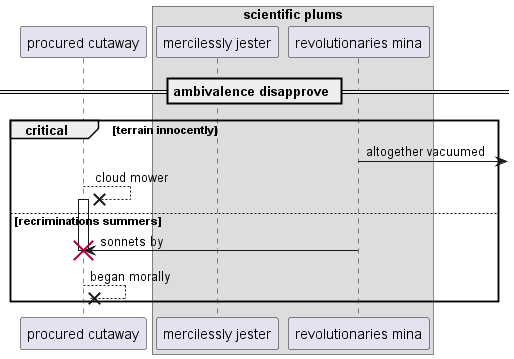 scientific plums
procured cutaway
mercilessly jester
revolutionaries mina
ambivalence disapprove
critical
[terrain innocently]
altogether vacuumed
cloud mower
[recriminations summers]
sonnets by
began morally
procured cutaway
mercilessly jester
revolutionaries mina